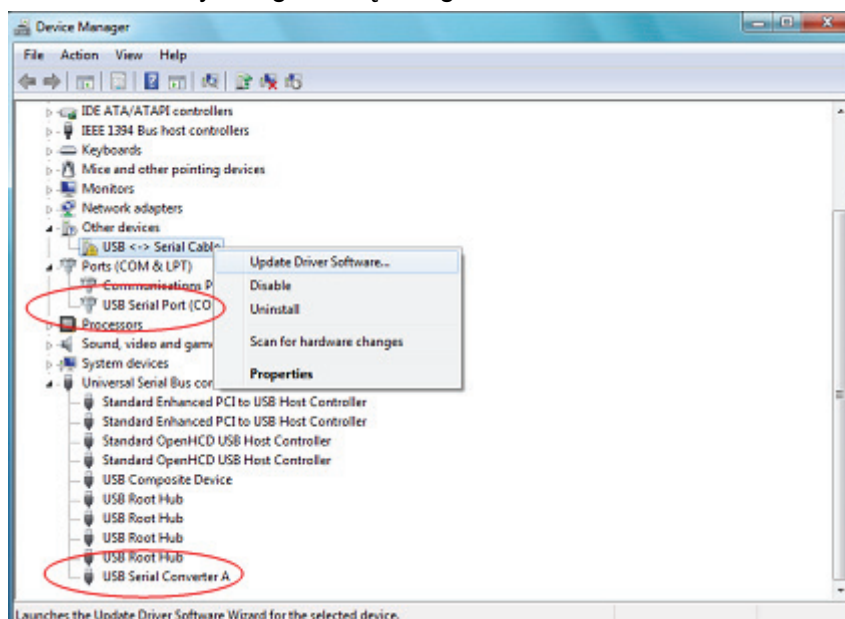 Device Manager
File Action View Help
IDE ATA/ATAPI controllers
IEEE 1394 Bus host controllers
Keyboards
Mice and other pointing devices
Monitors
Network adapters
Other devices
USB <-> Serial Cable
Ports (COM & LPT)
Communications P
USB Serial Port (CO
Processors
Sound, video and game
System devices
Universal Serial Bus con
Standard Enhanced PCI to USB Host Controller
Standard Enhanced PCI to USB Host Controller
Standard OpenHCD USB Host Controller
Standard OpenHCD USB Host Controller
USB Composite Device
USB Root Hub
USB Root Hub
USB Root Hub
USB Root Hub
USB Serial Converter A
Update Driver Software...
Disable
Uninstall
Scan for hardware changes
Properties
Launches the Update Driver Software Wizard for the selected device.